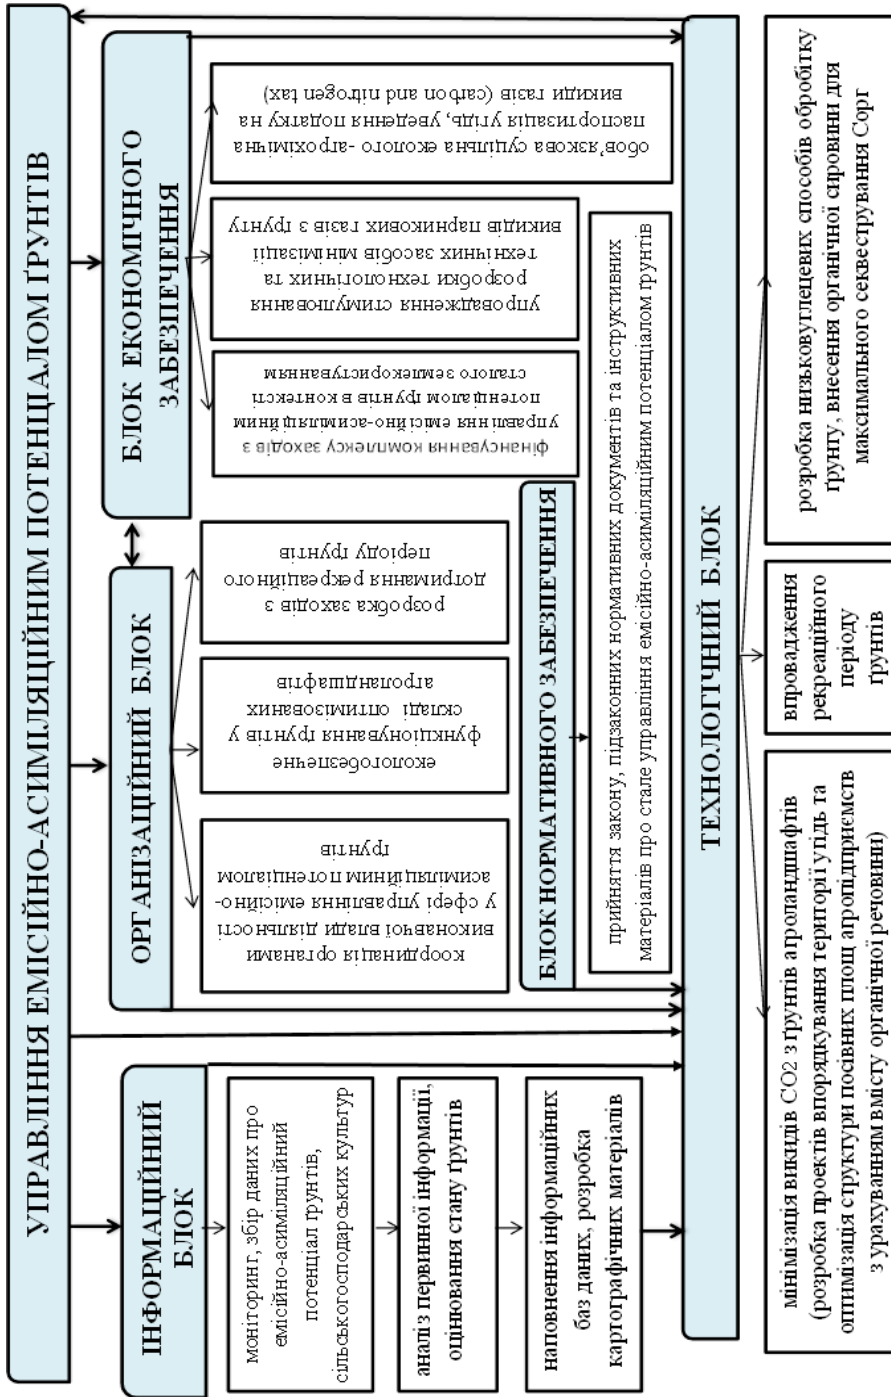 УПРАВЛІННЯ ЕМІСІЙНО-АСИМІЛЯЦІЙНИМ ПОТЕНЦІАЛОМ ҐРУНТІВ
ІНФОРМАЦІЙНИЙ
БЛОК
моніторинг, збір даних про
емісійно-асиміляційний
потенціал ґрунтів,
сільськогосподарських культур
аналіз первинної інформації,
оцінювання стану ґрунтів
наповнення інформаційних
баз даних, розробка
картографічних матеріалів
ОРГАНІЗАЦІЙНИЙ БЛОК
координація органами
виконавчої влади діяльності
у сфері управління емісійно-
асиміляційним потенціалом
ґрунтів
екологобезпечне
функціонування ґрунтів у
складі оптимізованих
агроландшафтів
розробка заходів з
дотримання рекреаційного
періоду ґрунтів
БЛОК ЕКОНОМІЧНОГО
ЗАБЕЗПЕЧЕННЯ
фінансування комплексу заходів з
управління емісійно-асиміляційним
потенціалом ґрунтів в контексті
сталого землекористуванням
упровадження стимулювання
розробки технологічних та
технічних засобів мінімізації
викидів парникових газів з ґрунту
обов’язкова суцільна еколого -агрохімічна
паспортизація угідь, уведення податку на
викиди газів (carbon and nitrogen tax)
БЛОК НОРМАТИВНОГО ЗАБЕЗПЕЧЕННЯ
прийняття закону, підзаконних нормативних документів та інструктивних
матеріалів про стале управління емісійно-асиміляційним потенціалом ґрунтів
ТЕХНОЛОГІЧНИЙ БЛОК
мінімізація викидів СО2 з ґрунтів агроландшафтів
(розробка проектів впорядкування території угідь та
оптимізація структури посівних площ агропідприємств
з урахуванням вмісту органічної речовини)
впровадження
рекреаційного
періоду
ґрунтів
розробка низьковуглецевих способів обробітку
ґрунту, внесення органічної сировини для
максимального секвестрування Сорг